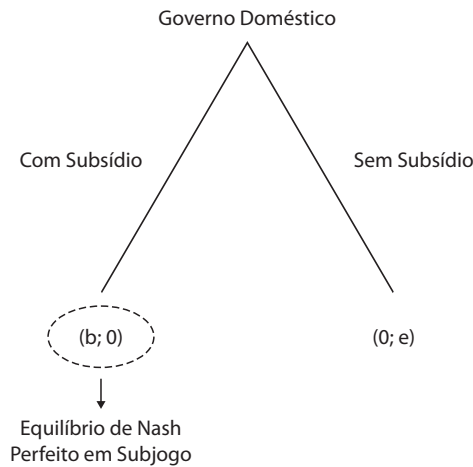 Governo Doméstico
Com Subsídio
Sem Subsídio
(b; 0)
(0; e)
Equilíbrio de Nash
Perfeito em Subjogo